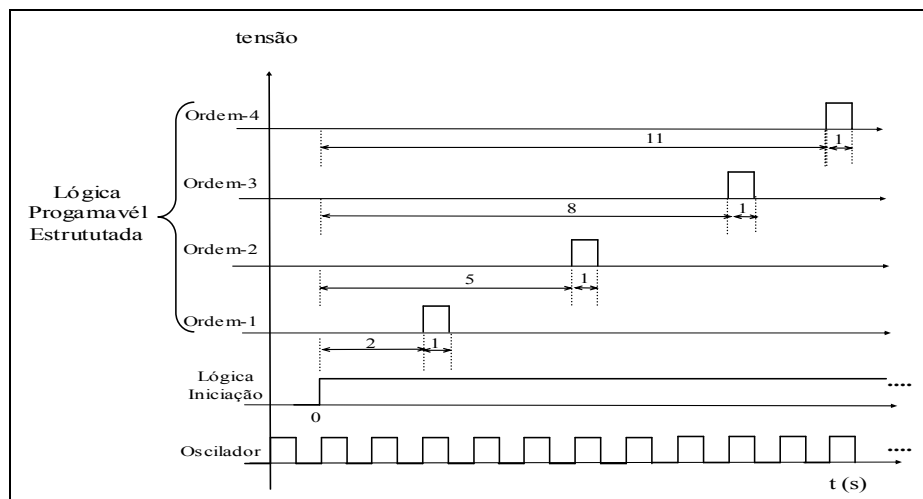 tensão
Ordem-4
11
1
Ordem-3
8
1
Lógica
Progamavél
Estrututada
Ordem-2
5
1
Ordem-1
2
1
Lógica
Iniciação
0
Oscilador
t (s)